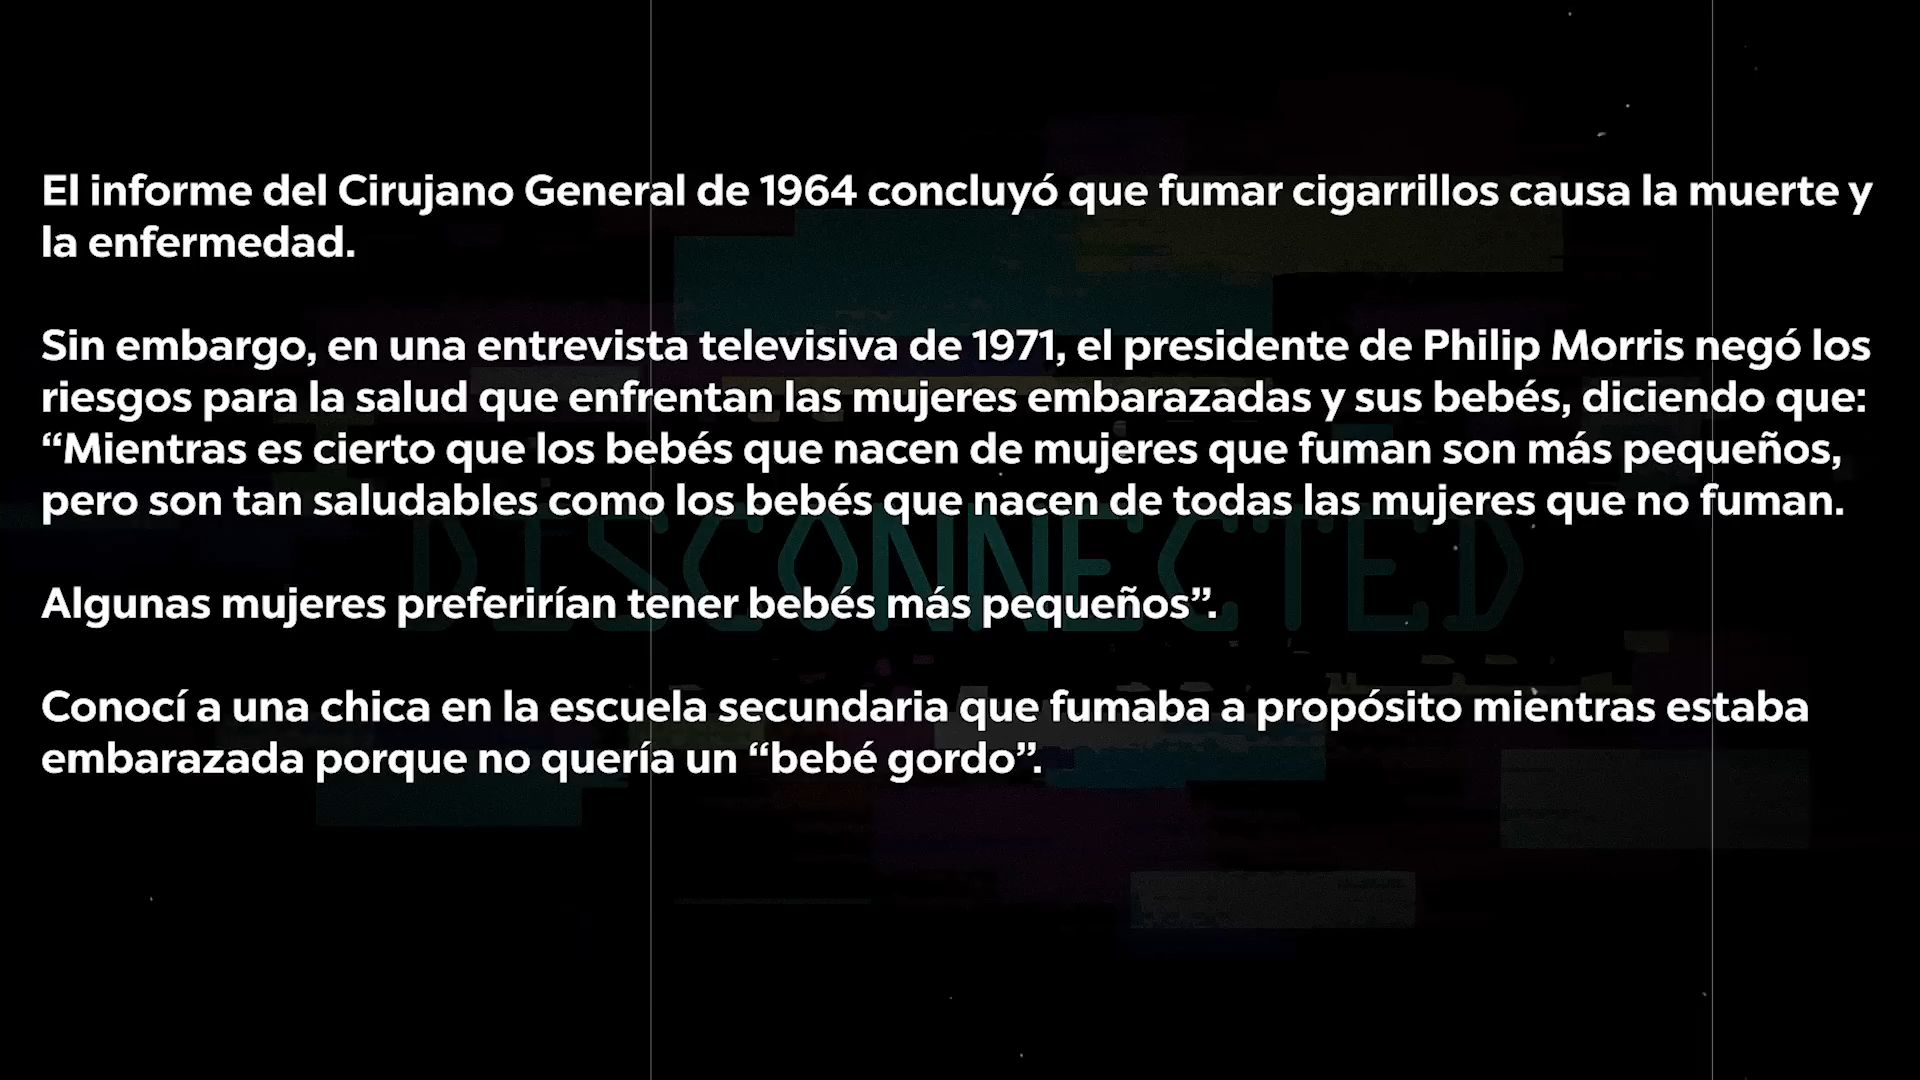 El informe del Cirujano General de 1964 concluyó que fumar cigarrillos causa la muerte y
la enfermedad.
Sin embargo, en una entrevista televisiva de 1971, el presidente de Philip Morris negó los
riesgos para la salud que enfrentan las mujeres embarazadas y sus bebés, diciendo que:
“Mientras es cierto que los bebés que nacen de mujeres que fuman son más pequeños,
pero son tan saludables como los bebés que nacen de todas las mujeres que no fuman.
DISCONNECTED
Algunas mujeres preferirían tener bebés más pequeños”.
Conocí a una chica en la escuela secundaria que fumaba a propósito mientras estaba
embarazada porque no quería un “bebé gordo”.